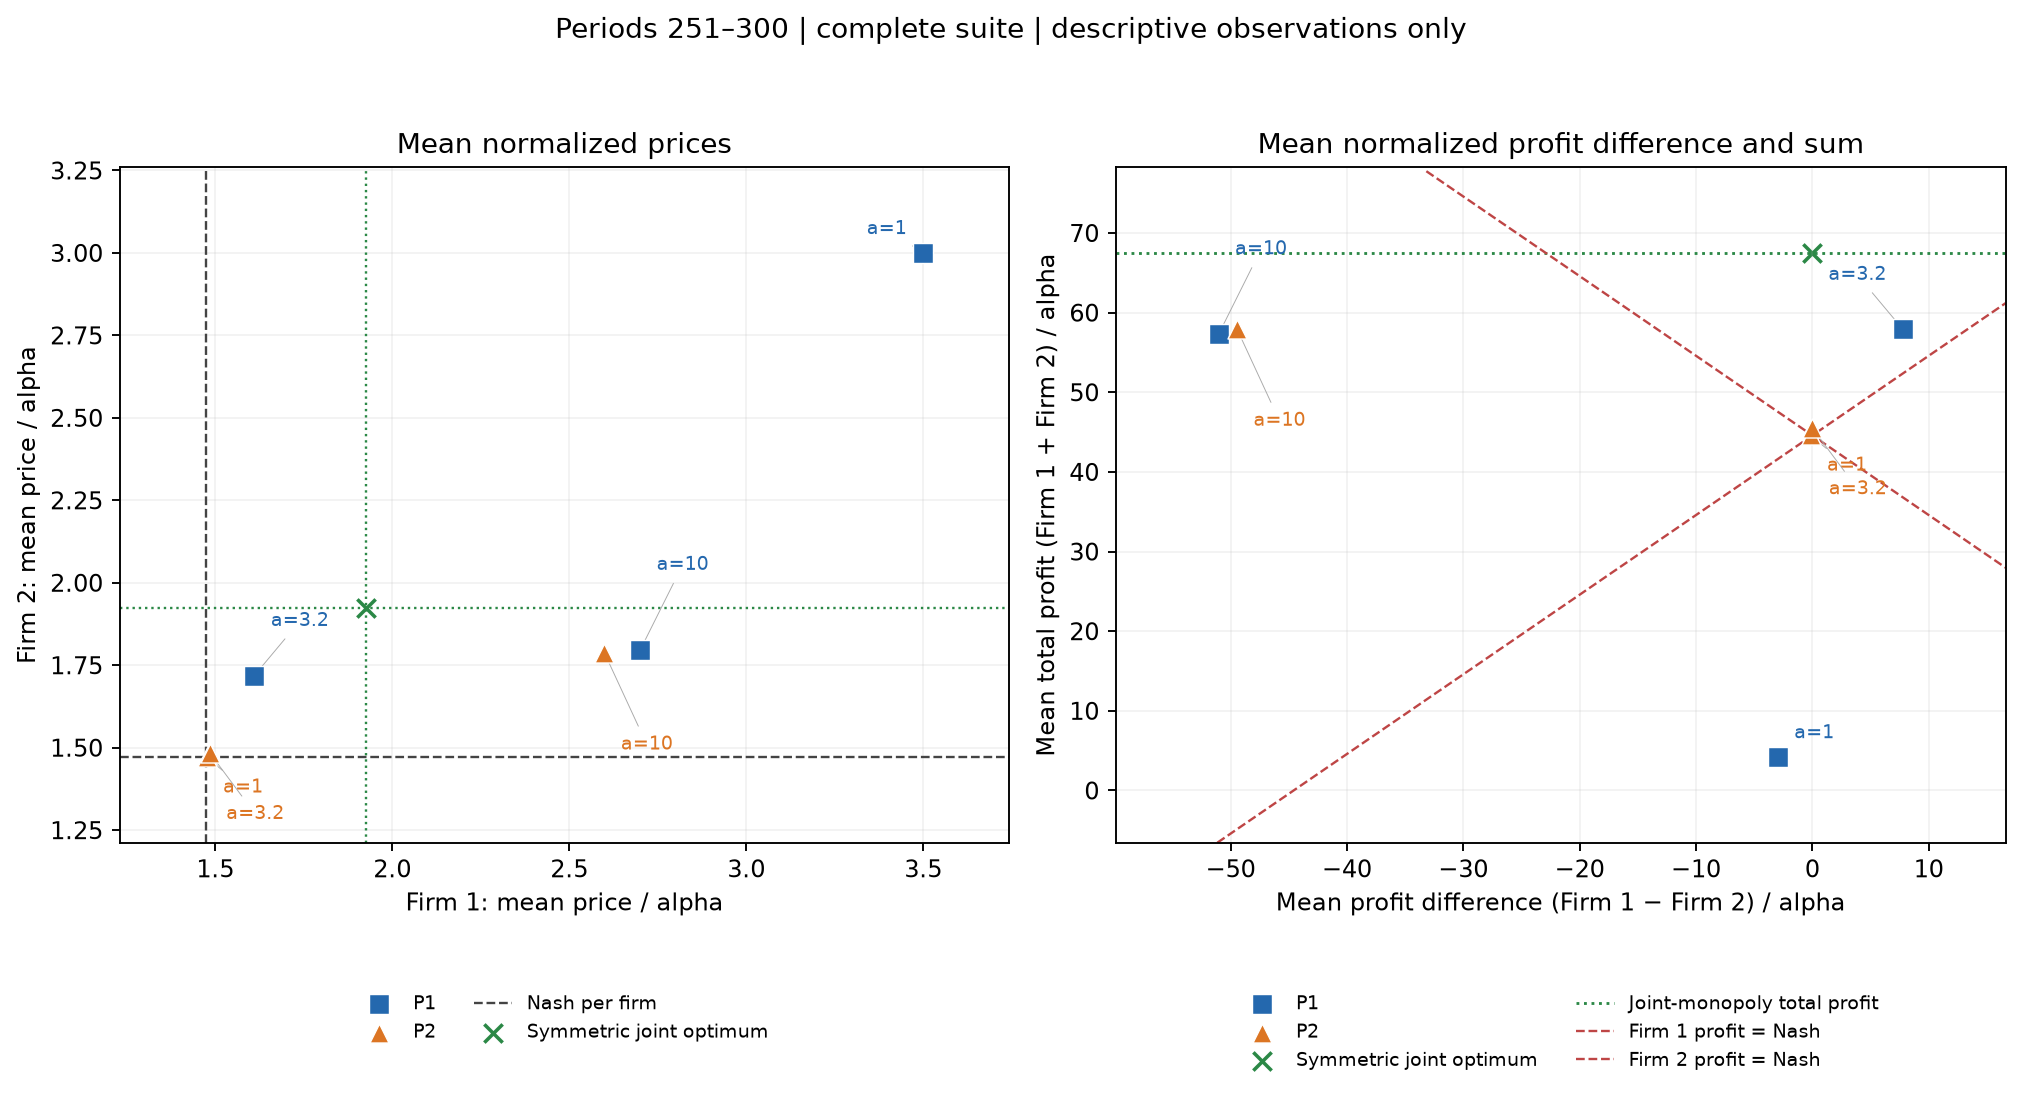 Periods 251–300 | complete suite | descriptive observations only
Mean normalized prices
Firm 2: mean price / alpha
3.25
3.00
2.75
2.50
2.25
2.00
1.75
1.50
1.25
a=1
a=10
a=3.2
a=10
a=1
a=3.2
1.5
2.0
2.5
3.0
3.5
Firm 1: mean price / alpha
P1
P2
Nash per firm
Symmetric joint optimum
Mean normalized profit difference and sum
Mean total profit (Firm 1 + Firm 2) / alpha
70
60
50
40
30
20
10
0
a=10
a=3.2
a=10
a=1
a=3.2
a=1
−50
−40
−30
−20
−10
0
10
Mean profit difference (Firm 1 − Firm 2) / alpha
P1
P2
Symmetric joint optimum
Joint-monopoly total profit
Firm 1 profit = Nash
Firm 2 profit = Nash